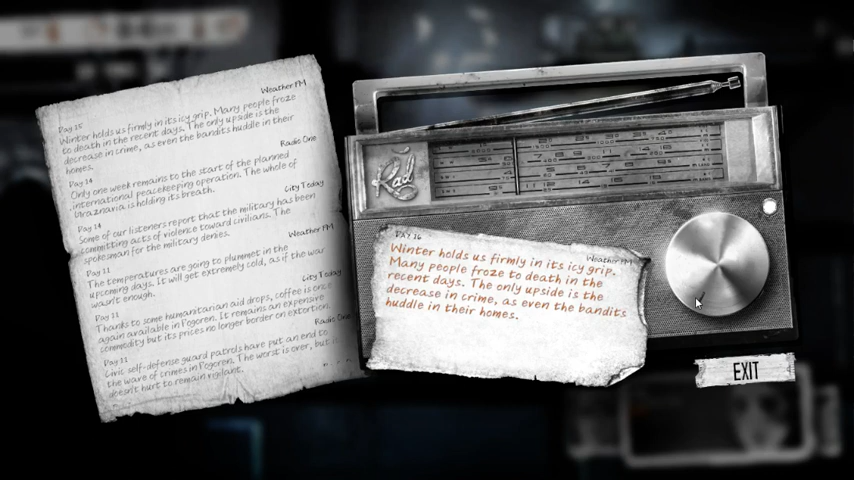 Weather FM
Day 15
Winter holds us firmly in its icy grip. Many people froze
to death in the recent days. The only upside is the
decrease in crime, as even the bandits huddle in their
homes.
Radio One
Day 14
Only one week remains to the start of the planned
international peacekeeping operation. The whole of
Graznavia is holding its breath.
City Today
Day 14
Some of our listeners report that the military has been
committing acts of violence toward civilians. The
spokesman for the military denies.
Weather FM
Day 11
The temperatures are going to plummet in the
upcoming days. It will get extremely cold, as if the war
wasn't enough.
City Today
Day 11
Thanks to some humanitarian aid drops, coffee is once
again available in Pogoren. It remains an expensive
commodity but its prices no longer border on extortion.
Radio One
Day 11
Civic self-defense guard patrols have put an end to
the wave of crimes in Pogoren. The worst is over, but it
doesn't hurt to remain vigilant.
Rad
DAY 16
Weather FM
Winter holds us firmly in its icy grip.
Many people froze to death in the
recent days. The only upside is the
decrease in crime, as even the bandits
huddle in their homes.
EXIT